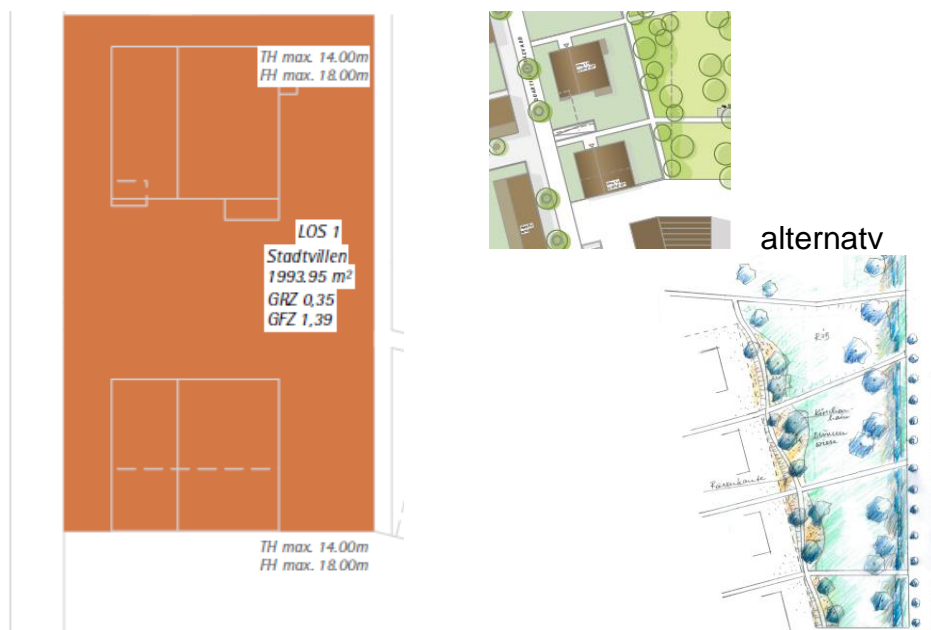 TH max. 14.00m
FH max. 18.00m
LOS 1
Stadtvillen
1993.95 m²
GRZ 0,35
GFZ 1,39
TH max. 14.00m
FH max. 18.00m
alternatv